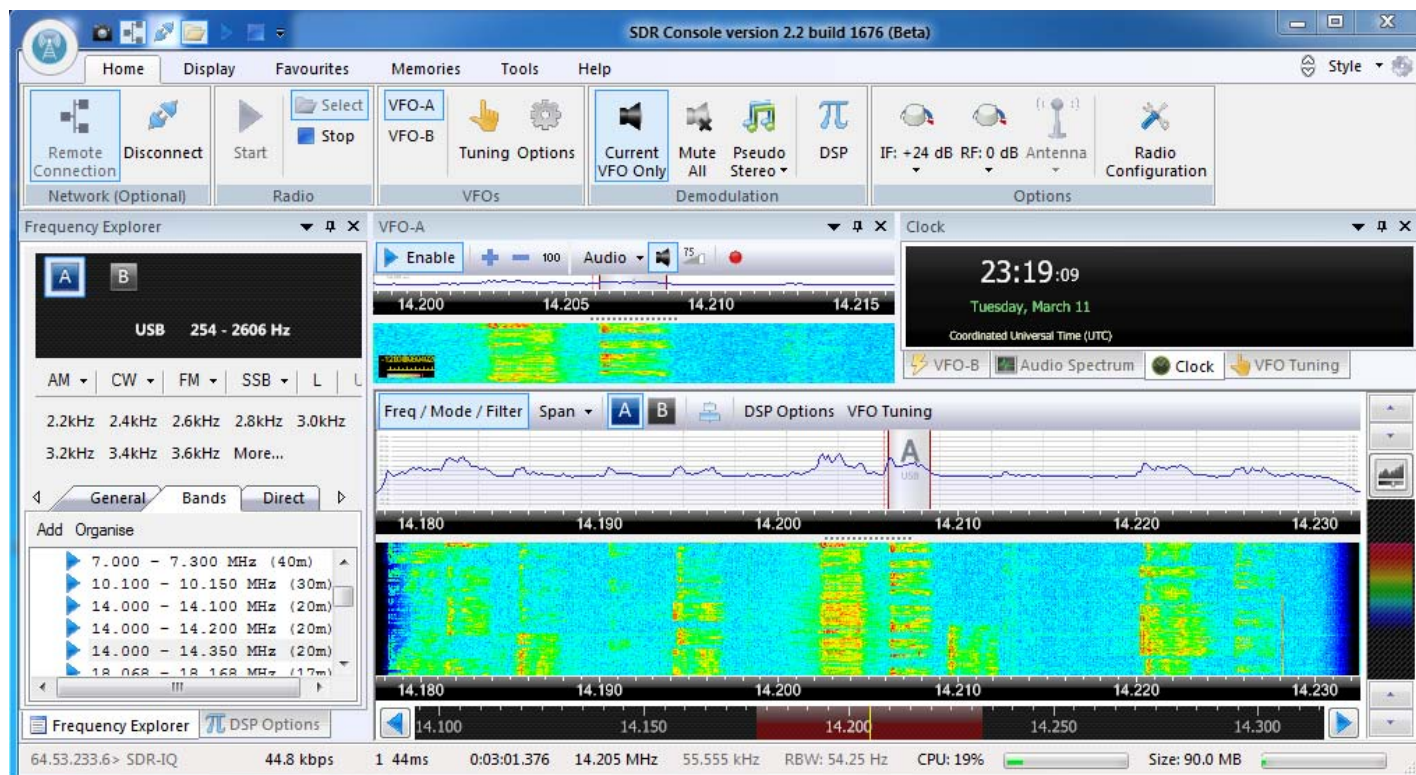 SDR Console version 2.2 build 1676 (Beta)
Home Display Favourites Memories Tools Help Style
Remote Connection Disconnect Start Select Stop
VFO-A VFO-B Tuning Options
Current VFO Only Mute All Pseudo Stereo DSP
IF: +24 dB RF: 0 dB Antenna Radio Configuration
Network (Optional) Radio VFOs Demodulation Options
Frequency Explorer
A B
USB 254 - 2606 Hz
AM CW FM SSB L
2.2kHz 2.4kHz 2.6kHz 2.8kHz 3.0kHz
3.2kHz 3.4kHz 3.6kHz More...
General Bands Direct
Add Organise
7.000 - 7.300 MHz (40m)
10.100 - 10.150 MHz (30m)
14.000 - 14.100 MHz (20m)
14.000 - 14.200 MHz (20m)
14.000 - 14.350 MHz (20m)
18.068 - 18.168 MHz (17m)
Frequency Explorer DSP Options
VFO-A
Enable 100 Audio 75
14.200 14.205 14.210 14.215
Clock
23:19:09
Tuesday, March 11
Coordinated Universal Time (UTC)
VFO-B Audio Spectrum Clock VFO Tuning
Freq / Mode / Filter Span A B DSP Options VFO Tuning
A
USB
14.180 14.190 14.200 14.210 14.220 14.230
14.180 14.190 14.200 14.210 14.220 14.230
14.100 14.150 14.200 14.250 14.300
64.53.233.6> SDR-IQ 44.8 kbps 1 44ms 0:03:01.376 14.205 MHz 55.555 kHz RBW: 54.25 Hz CPU: 19% Size: 90.0 MB